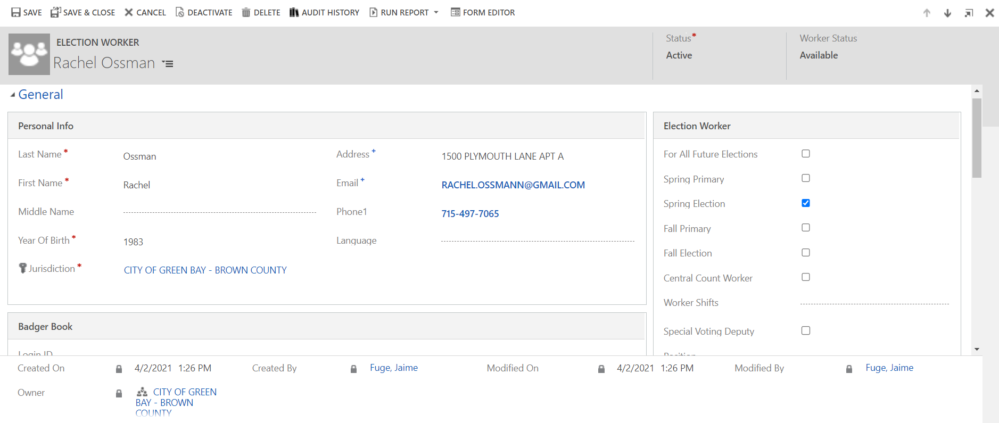 SAVE SAVE & CLOSE CANCEL DEACTIVATE DELETE AUDIT HISTORY RUN REPORT FORM EDITOR
ELECTION WORKER
Rachel Ossman
Status* Worker Status
Active Available
General
Personal Info
Last Name* Ossman Address+ 1500 PLYMOUTH LANE APT A
First Name* Rachel Email+ RACHEL.OSSMANN@GMAIL.COM
Middle Name Phone1 715-497-7065
Year Of Birth* 1983 Language
Jurisdiction* CITY OF GREEN BAY - BROWN COUNTY
Election Worker
For All Future Elections
Spring Primary
Spring Election
Fall Primary
Fall Election
Central Count Worker
Worker Shifts
Special Voting Deputy
Position
Badger Book
Login ID
Created On 4/2/2021 1:26 PM Created By Fuge, Jaime Modified On 4/2/2021 1:26 PM Modified By Fuge, Jaime
Owner CITY OF GREEN
BAY - BROWN
COUNTY